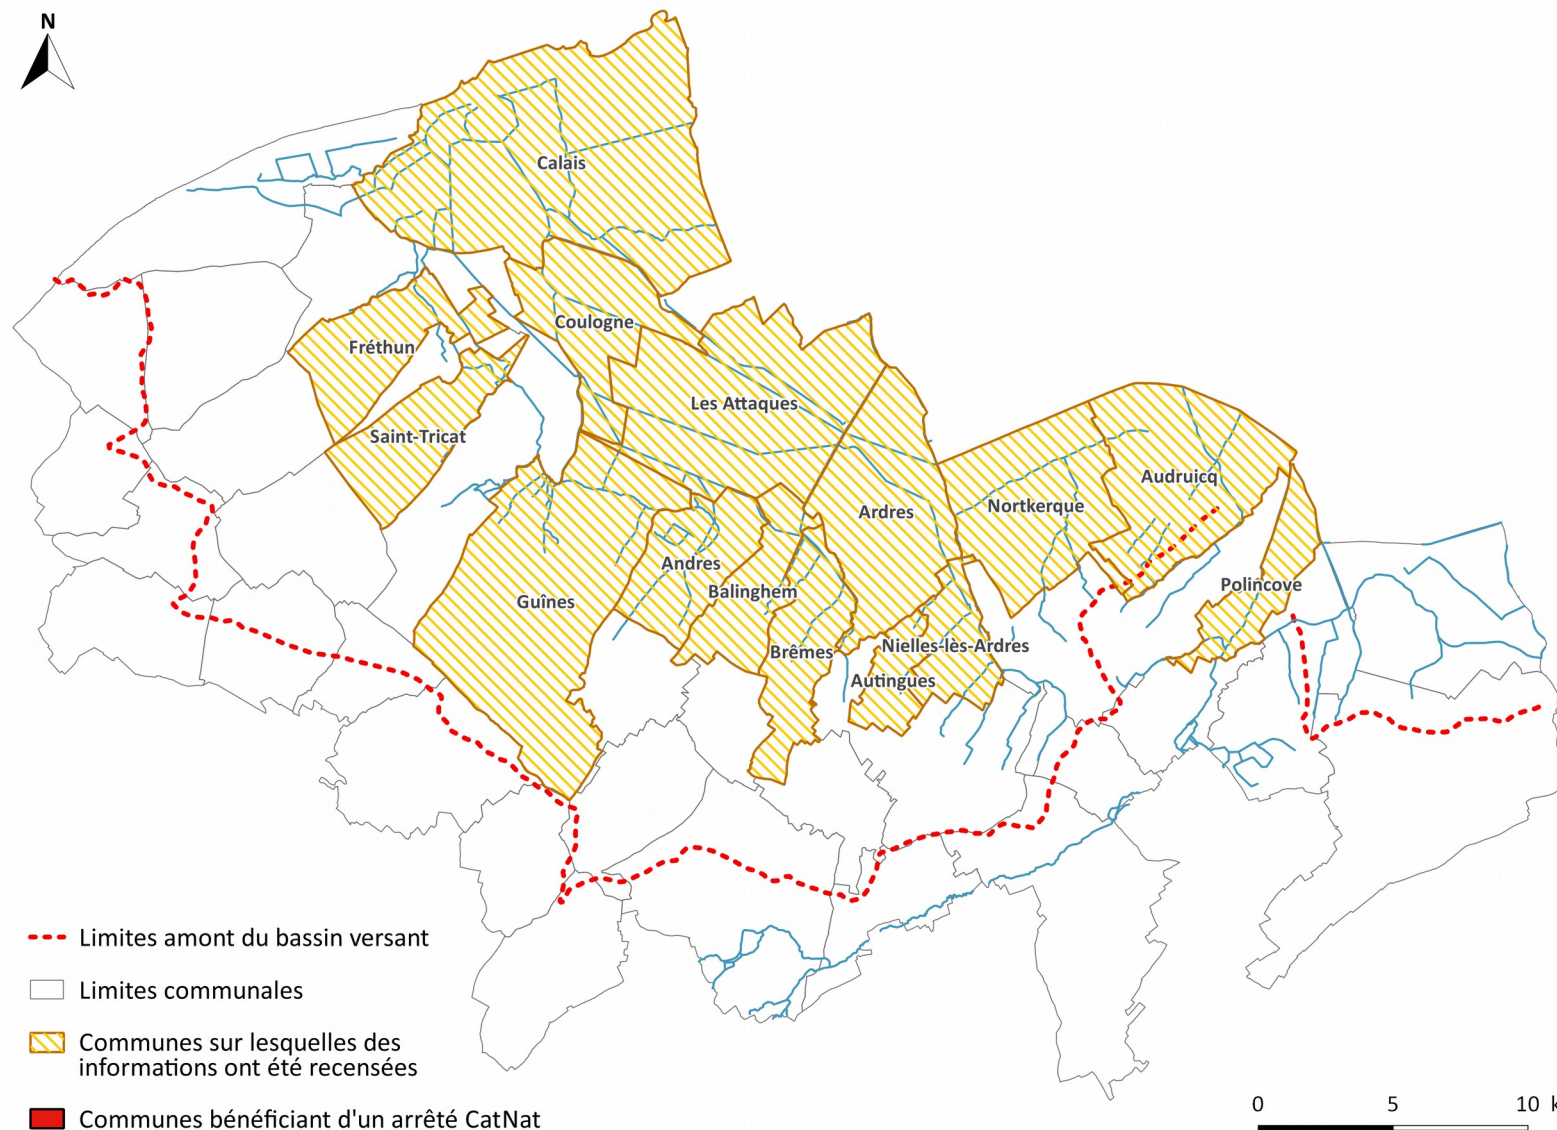 N
Calais
Coulogne
Fréthun
Les Attaques
Saint-Tricat
Audruicq
Nortkerque
Ardres
Andres
Polincove
Balinghem
Guînes
Brêmes
Nielles-lès-Ardres
Autingues
Limites amont du bassin versant
Limites communales
Communes sur lesquelles des
informations ont été recensées
Communes bénéficiant d'un arrêté CatNat
0 5 10 k